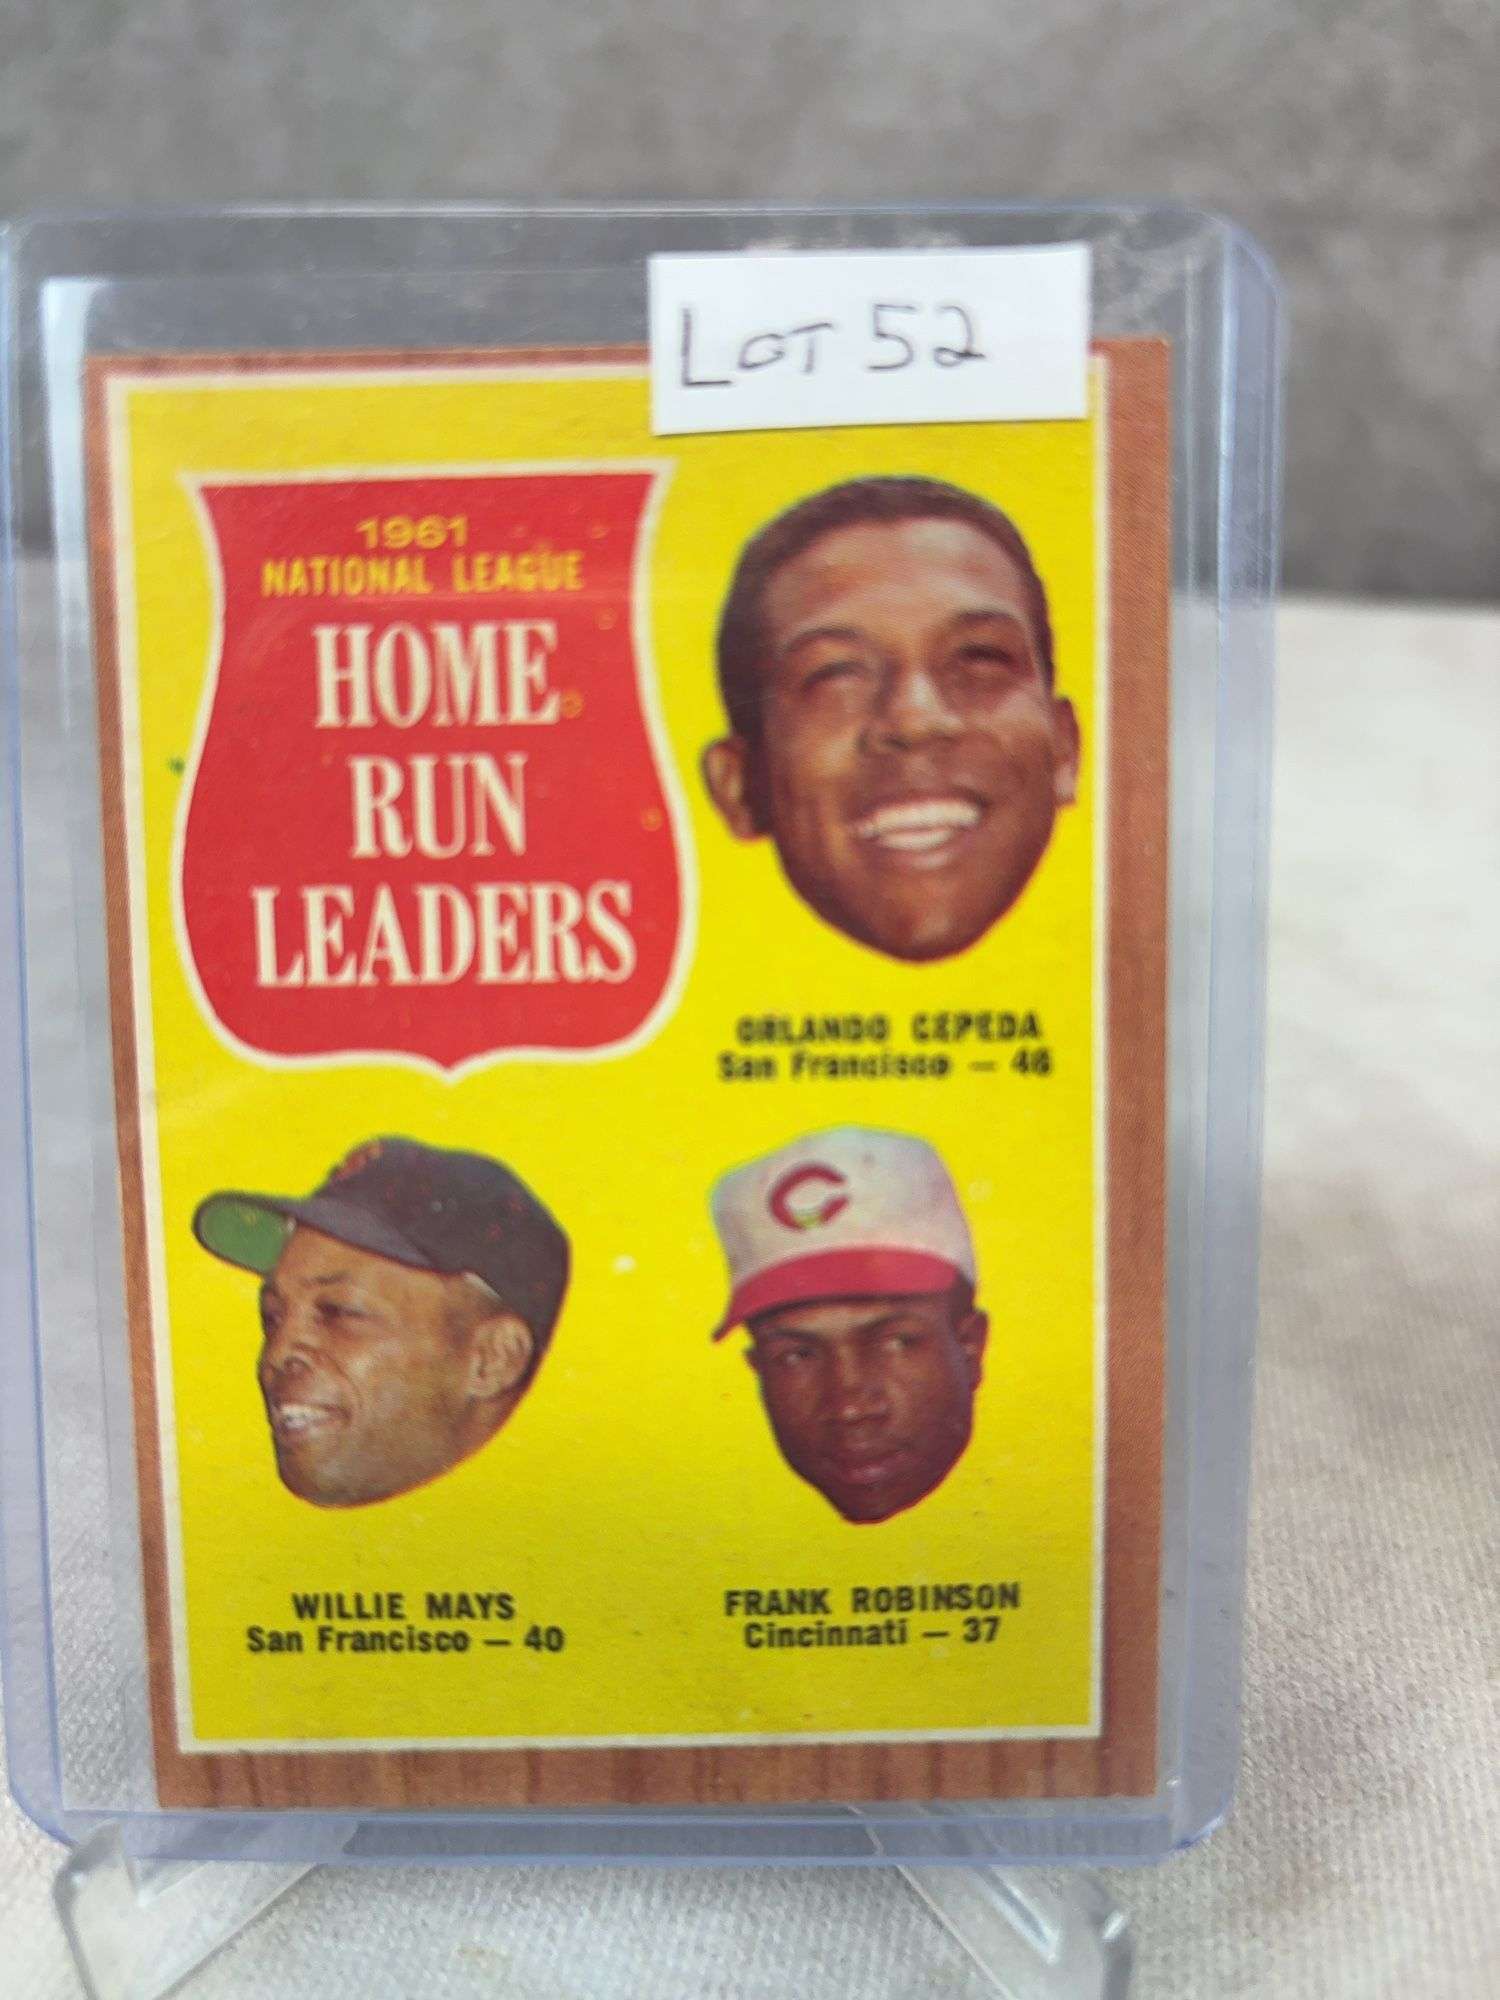 LOT 52
1961
NATIONAL LEAGUE
HOME
RUN
LEADERS
ORLANDO CEPEDA
San Francisco — 46
WILLIE MAYS
San Francisco — 40
C
FRANK ROBINSON
Cincinnati — 37